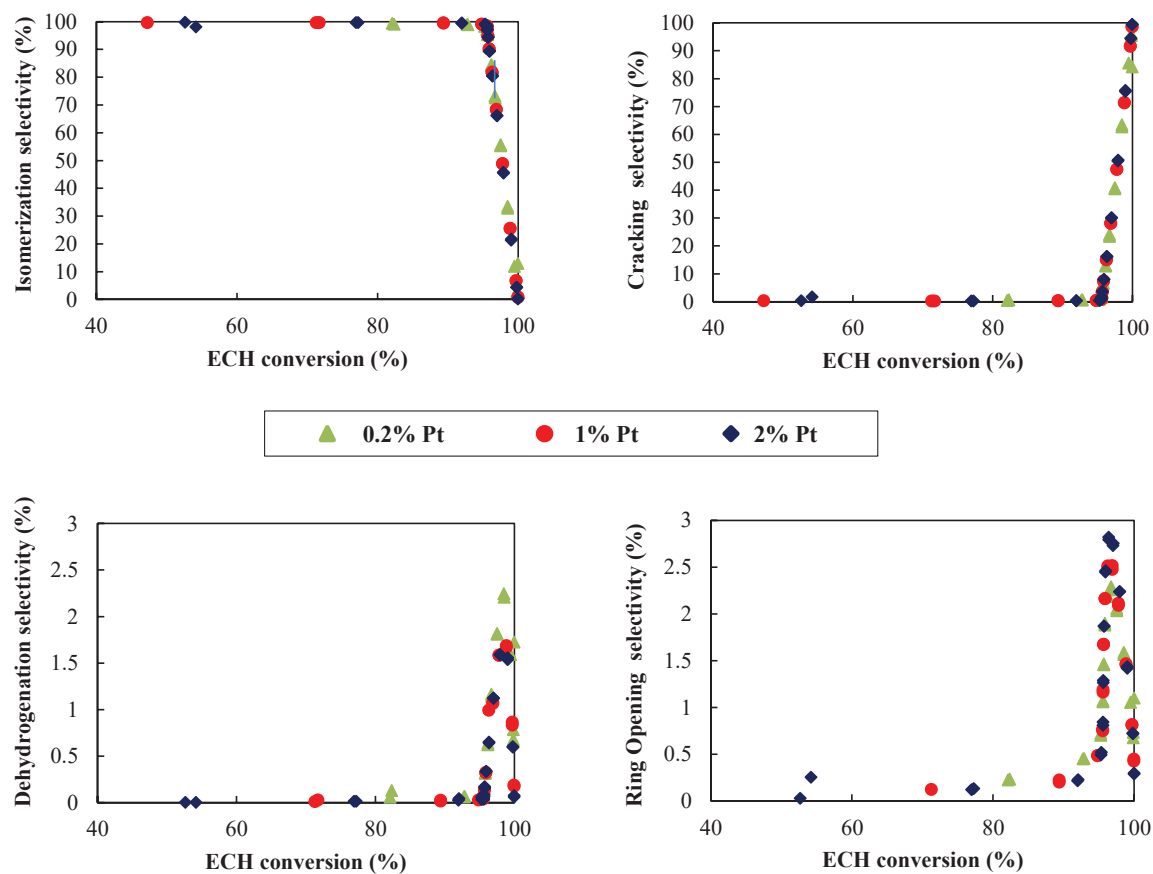 Isomerization selectivity (%)
100
90
80
70
60
50
40
30
20
10
0
40 60 80 100
ECH conversion (%)
Cracking selectivity (%)
100
90
80
70
60
50
40
30
20
10
0
40 60 80 100
ECH conversion (%)
0.2% Pt 1% Pt 2% Pt
Dehydrogenation selectivity (%)
3
2.5
2
1.5
1
0.5
0
40 60 80 100
ECH conversion (%)
Ring Opening selectivity (%)
3
2.5
2
1.5
1
0.5
0
40 60 80 100
ECH conversion (%)